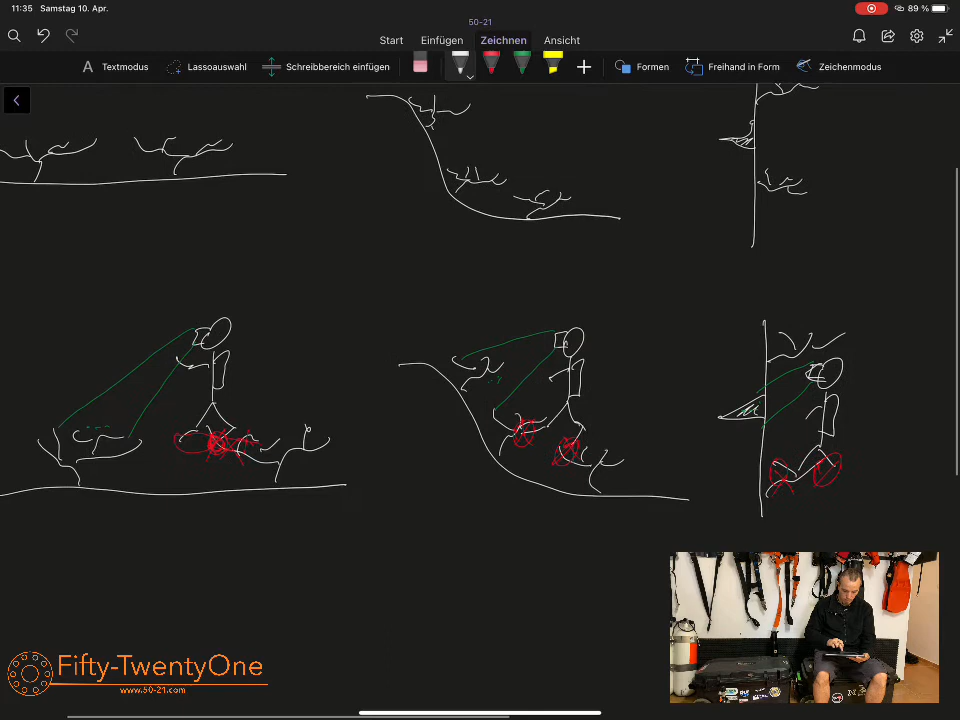 11:35 Samstag 10. Apr.
89 %
50-21
Start Einfügen Zeichnen Ansicht
Textmodus Lassoauswahl Schreibbereich einfügen Formen Freihand in Form Zeichenmodus
Fifty-TwentyOne
www.50-21.com